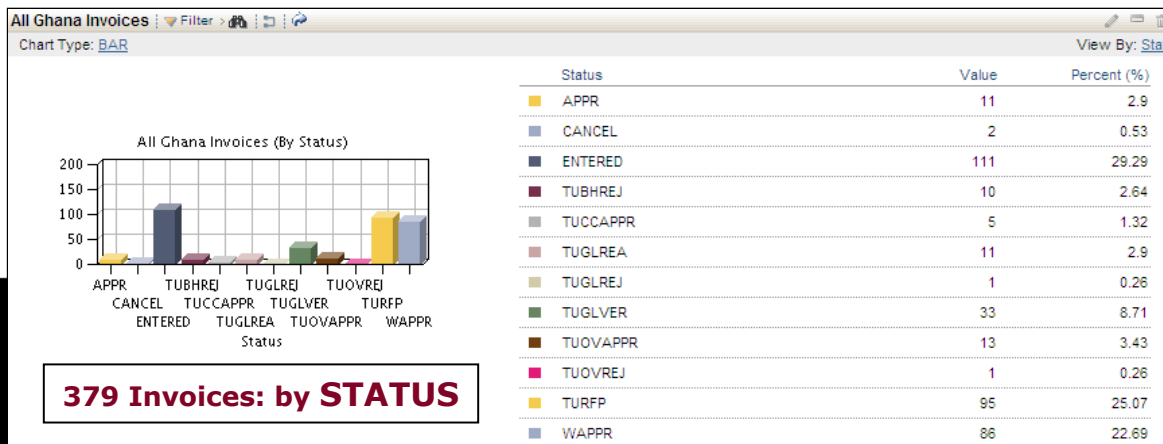 All Ghana Invoices Filter >
Chart Type: BAR View By: Sta
Status Value Percent (%)
APPR 11 2.9
CANCEL 2 0.53
ENTERED 111 29.29
TUBHREJ 10 2.64
TUCCAPPR 5 1.32
TUGLREA 11 2.9
TUGLREJ 1 0.26
TUGLVER 33 8.71
TUOVAPPR 13 3.43
TUOVREJ 1 0.26
TURFP 95 25.07
WAPPR 86 22.69
All Ghana Invoices (By Status)
200
150
100
50
0
APPR TUBHREJ TUGLREJ TUOVREJ
CANCEL TUCCAPPR TUGLVER TURFP
ENTERED TUGLREA TUOVAPPR WAPPR
Status
379 Invoices: by STATUS